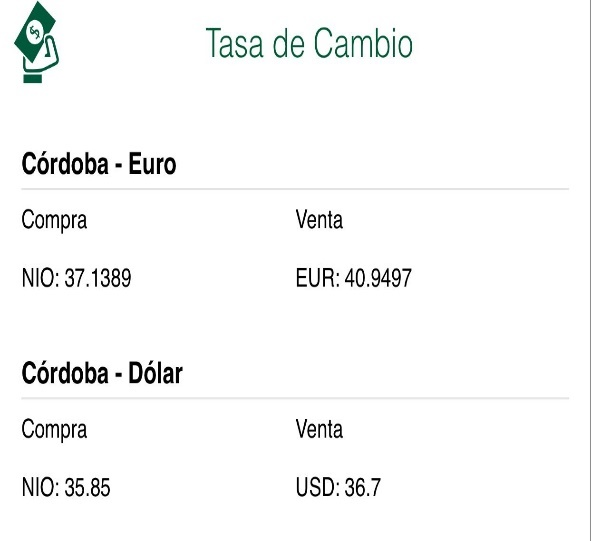 Tasa de Cambio
Córdoba - Euro
Compra Venta
NIO: 37.1389 EUR: 40.9497
Córdoba - Dólar
Compra Venta
NIO: 35.85 USD: 36.7